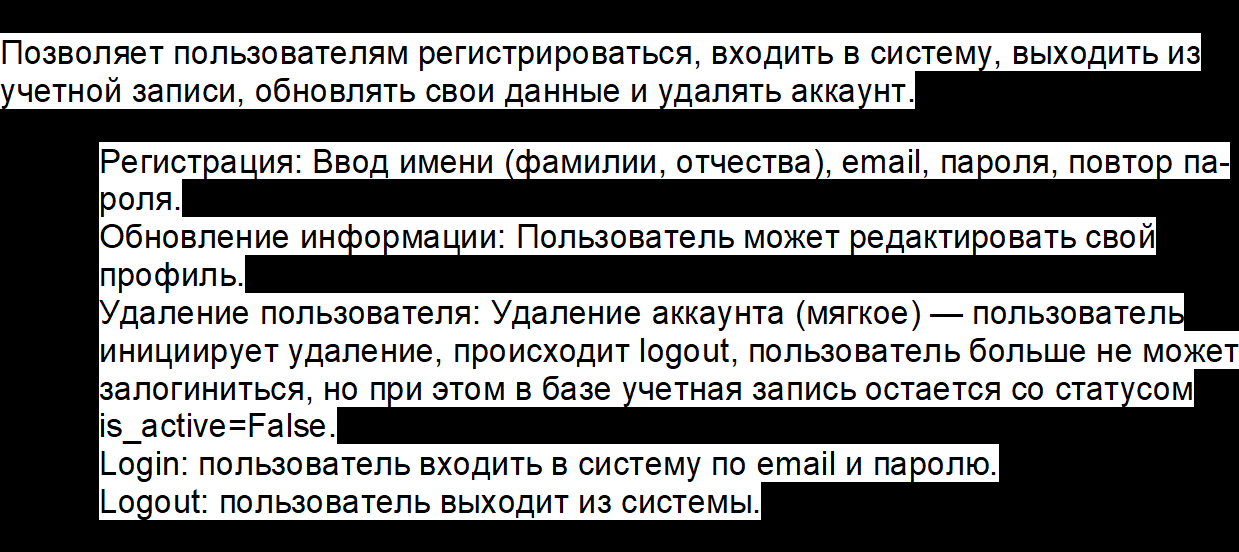 Позволяет пользователям регистрироваться, входить в систему, выходить из
учетной записи, обновлять свои данные и удалять аккаунт.
Регистрация: Ввод имени (фамилии, отчества), email, пароля, повтор па-
роля.
Обновление информации: Пользователь может редактировать свой
профиль.
Удаление пользователя: Удаление аккаунта (мягкое) — пользователь
инициирует удаление, происходит logout, пользователь больше не может
залогиниться, но при этом в базе учетная запись остается со статусом
is_active=False.
Login: пользователь входить в систему по email и паролю.
Logout: пользователь выходит из системы.